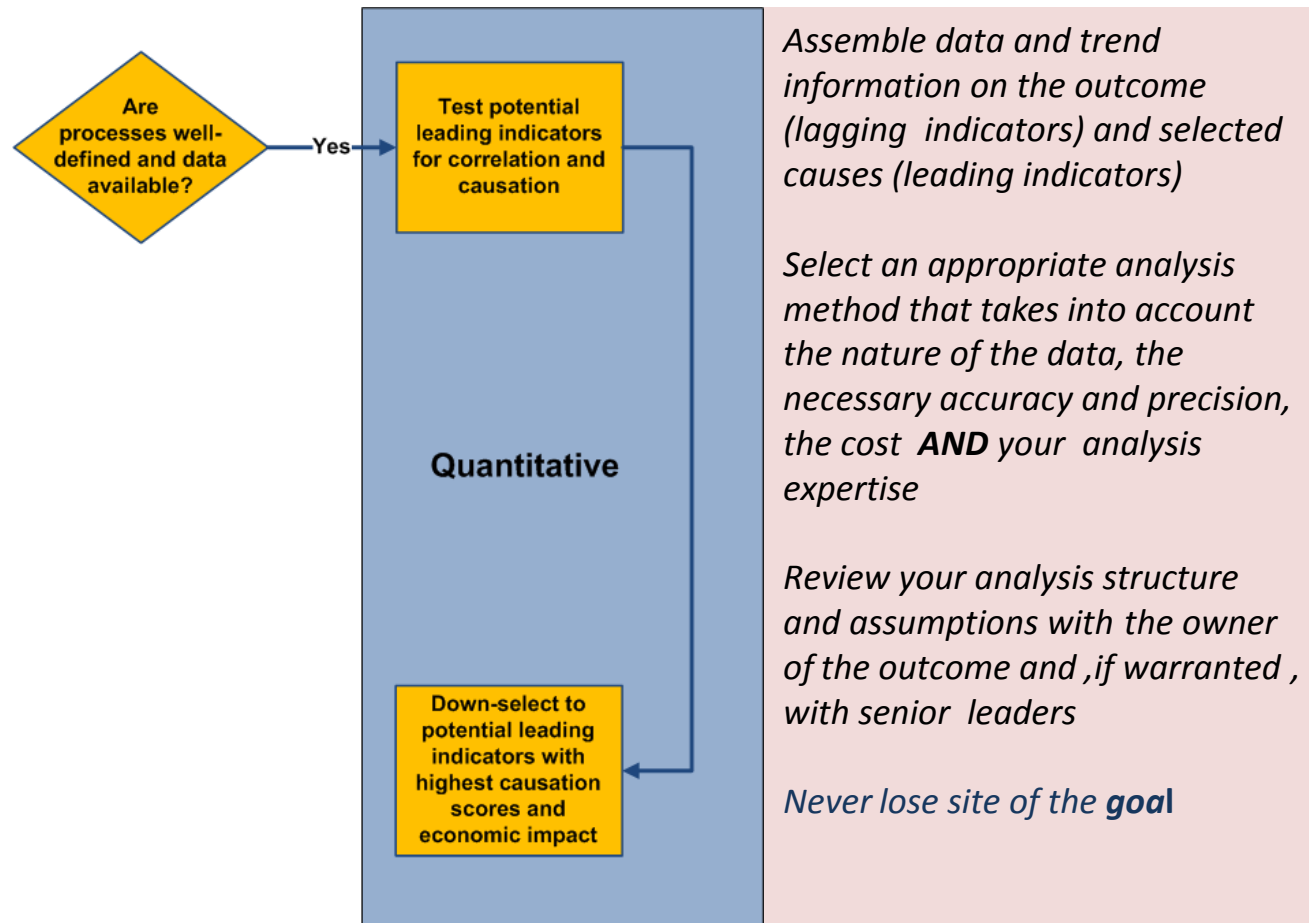 Are
processes well-
defined and data
available?
Yes
Test potential
leading indicators
for correlation and
causation
Quantitative
Down-select to
potential leading
indicators with
highest causation
scores and
economic impact
Assemble data and trend
information on the outcome
(lagging  indicators) and selected
causes (leading indicators)
Select an appropriate analysis
method that takes into account
the nature of the data, the
necessary accuracy and precision,
the cost  AND your  analysis
expertise
Review your analysis structure
and assumptions with the owner
of the outcome and ,if warranted ,
with senior  leaders
Never lose site of the goal